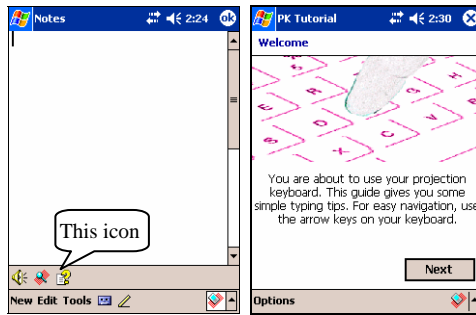 Notes 2:24 ok
This icon
New Edit Tools
PK Tutorial 2:30
Welcome
You are about to use your projection
keyboard. This guide gives you some
simple typing tips. For easy navigation, use
the arrow keys on your keyboard.
Next
Options